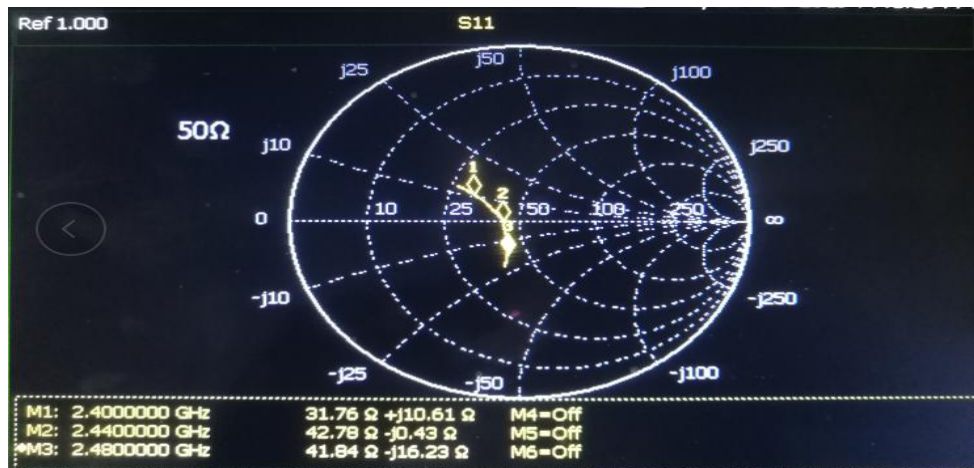 Ref 1.000
S11
50Ω
j50
j25
j100
j10
j250
1
2
0
10
25
50
100
250
∞
3
-j10
-j250
-j25
-j50
-j100
M1: 2.4000000 GHz 31.76 Ω +j10.61 Ω M4=Off
M2: 2.4400000 GHz 42.78 Ω -j0.43 Ω M5=Off
M3: 2.4800000 GHz 41.84 Ω -j16.23 Ω M6=Off